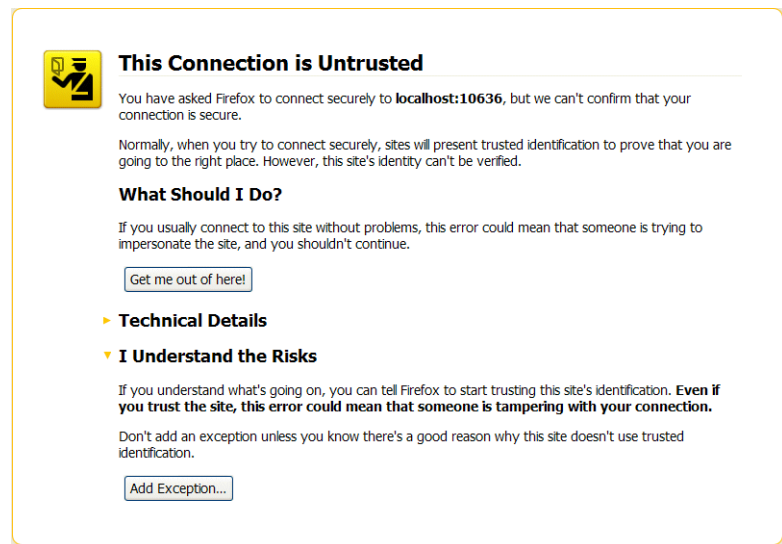 This Connection is Untrusted
You have asked Firefox to connect securely to localhost:10636, but we can't confirm that your
connection is secure.
Normally, when you try to connect securely, sites will present trusted identification to prove that you are
going to the right place. However, this site's identity can't be verified.
What Should I Do?
If you usually connect to this site without problems, this error could mean that someone is trying to
impersonate the site, and you shouldn't continue.
Get me out of here!
Technical Details
I Understand the Risks
If you understand what's going on, you can tell Firefox to start trusting this site's identification. Even if
you trust the site, this error could mean that someone is tampering with your connection.
Don't add an exception unless you know there's a good reason why this site doesn't use trusted
identification.
Add Exception...